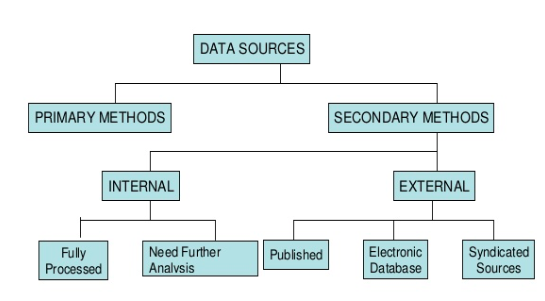 DATA SOURCES
PRIMARY METHODS
SECONDARY METHODS
INTERNAL
EXTERNAL
Fully
Processed
Need Further
Analysis
Published
Electronic
Database
Syndicated
Sources